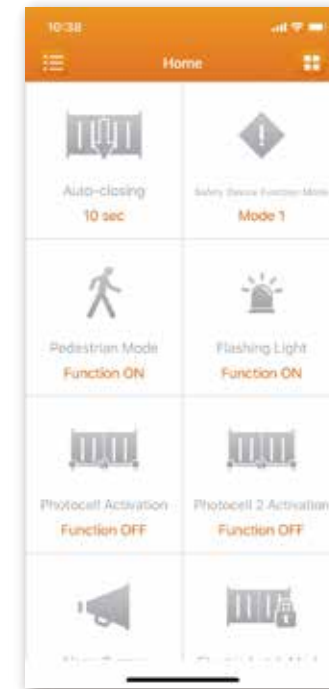 10:38
Home
Auto-closing
10 sec
Safety Device Function Mode
Mode 1
Pedestrian Mode
Function ON
Flashing Light
Function ON
Photocell Activation
Function OFF
Photocell 2 Activation
Function OFF